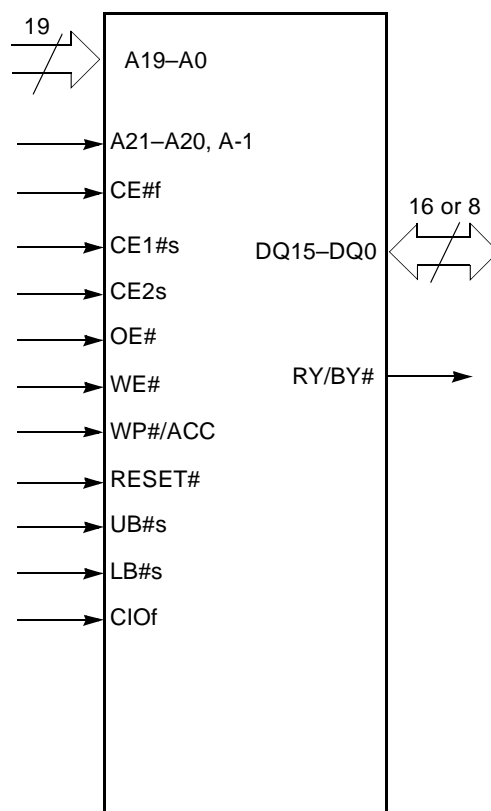 19
A19–A0
A21–A20, A-1
CE#f
16 or 8
CE1#s
DQ15–DQ0
CE2s
OE#
WE#
RY/BY#
WP#/ACC
RESET#
UB#s
LB#s
CIOf